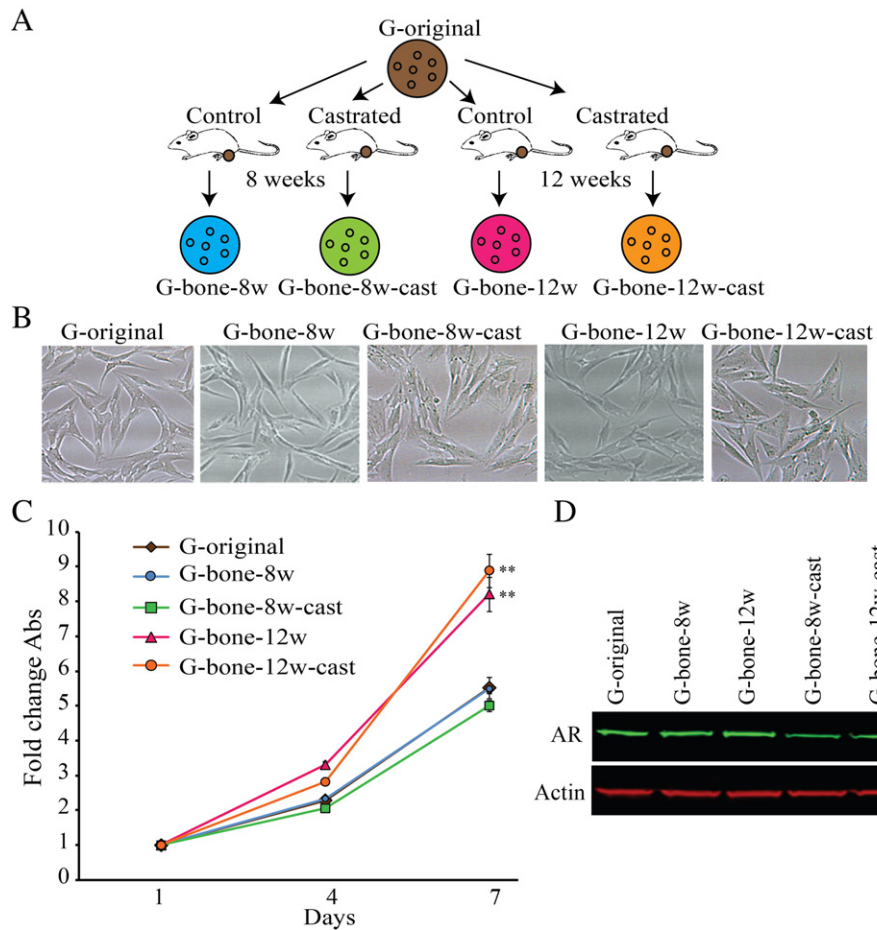 A
G-original
Control
Castrated
Control
Castrated
8 weeks
12 weeks
G-bone-8w
G-bone-8w-cast
G-bone-12w
G-bone-12w-cast
B
G-original
G-bone-8w
G-bone-8w-cast
G-bone-12w
G-bone-12w-cast
C
10
9
8
7
6
5
4
3
2
1
0
Fold change Abs
G-original
G-bone-8w
G-bone-8w-cast
G-bone-12w
G-bone-12w-cast
**
**
1
4
7
Days
D
G-original
G-bone-8w
G-bone-12w
G-bone-8w-cast
G-bone-12w-cast
AR
Actin